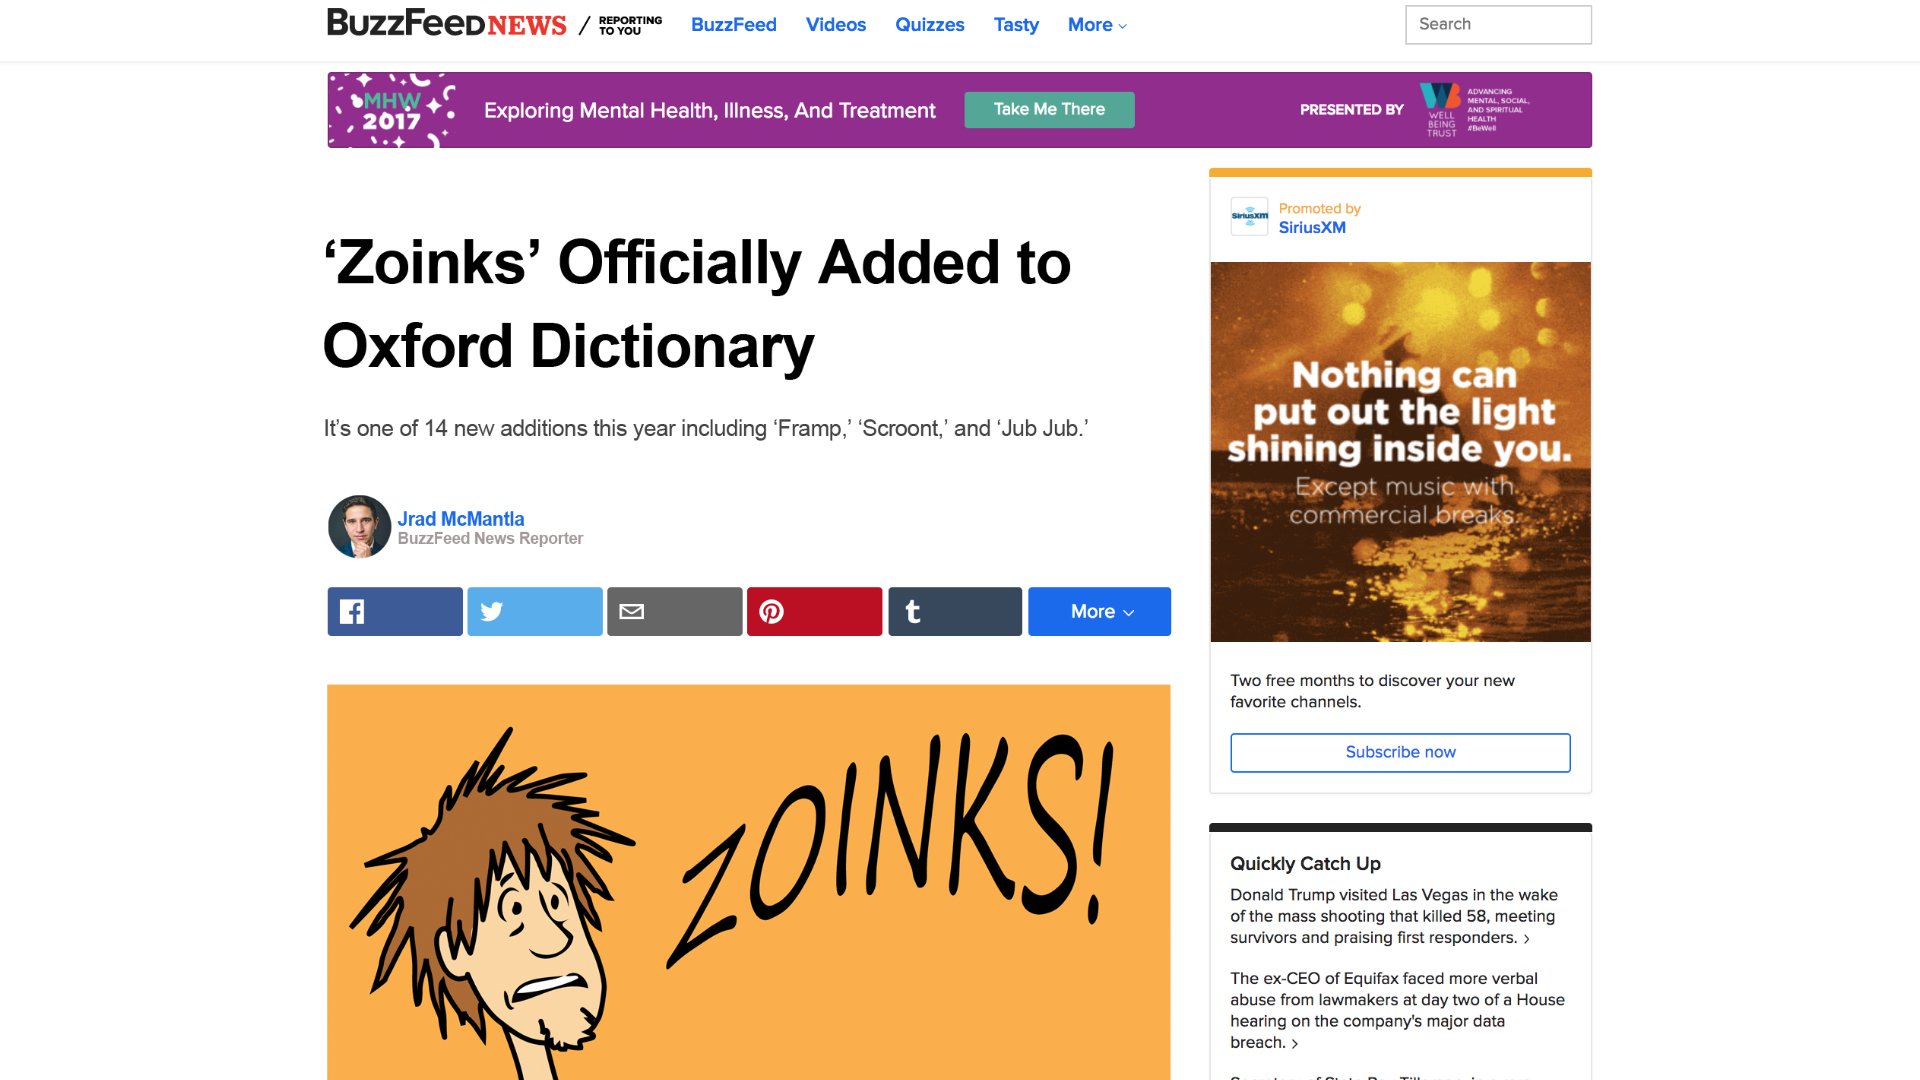 BuzzFeeD NEWS / REPORTING TO YOU
BuzzFeed Videos Quizzes Tasty More
Search
MHW
2017
Exploring Mental Health, Illness, And Treatment
Take Me There
PRESENTED BY
WELL
BEING
TRUST
ADVANCING
MENTAL, SOCIAL,
AND SPIRITUAL
HEALTH
#BeWell
‘Zoinks’ Officially Added to
Oxford Dictionary
It’s one of 14 new additions this year including ‘Framp,’ ‘Scroont,’ and ‘Jub Jub.’
Jrad McMantla
BuzzFeed News Reporter
More
ZOINKS!
SiriusXM
Promoted by
SiriusXM
Nothing can
put out the light
shining inside you.
Except music with
commercial breaks.
Two free months to discover your new
favorite channels.
Subscribe now
Quickly Catch Up
Donald Trump visited Las Vegas in the wake
of the mass shooting that killed 58, meeting
survivors and praising first responders. ›
The ex-CEO of Equifax faced more verbal
abuse from lawmakers at day two of a House
hearing on the company's major data
breach. ›